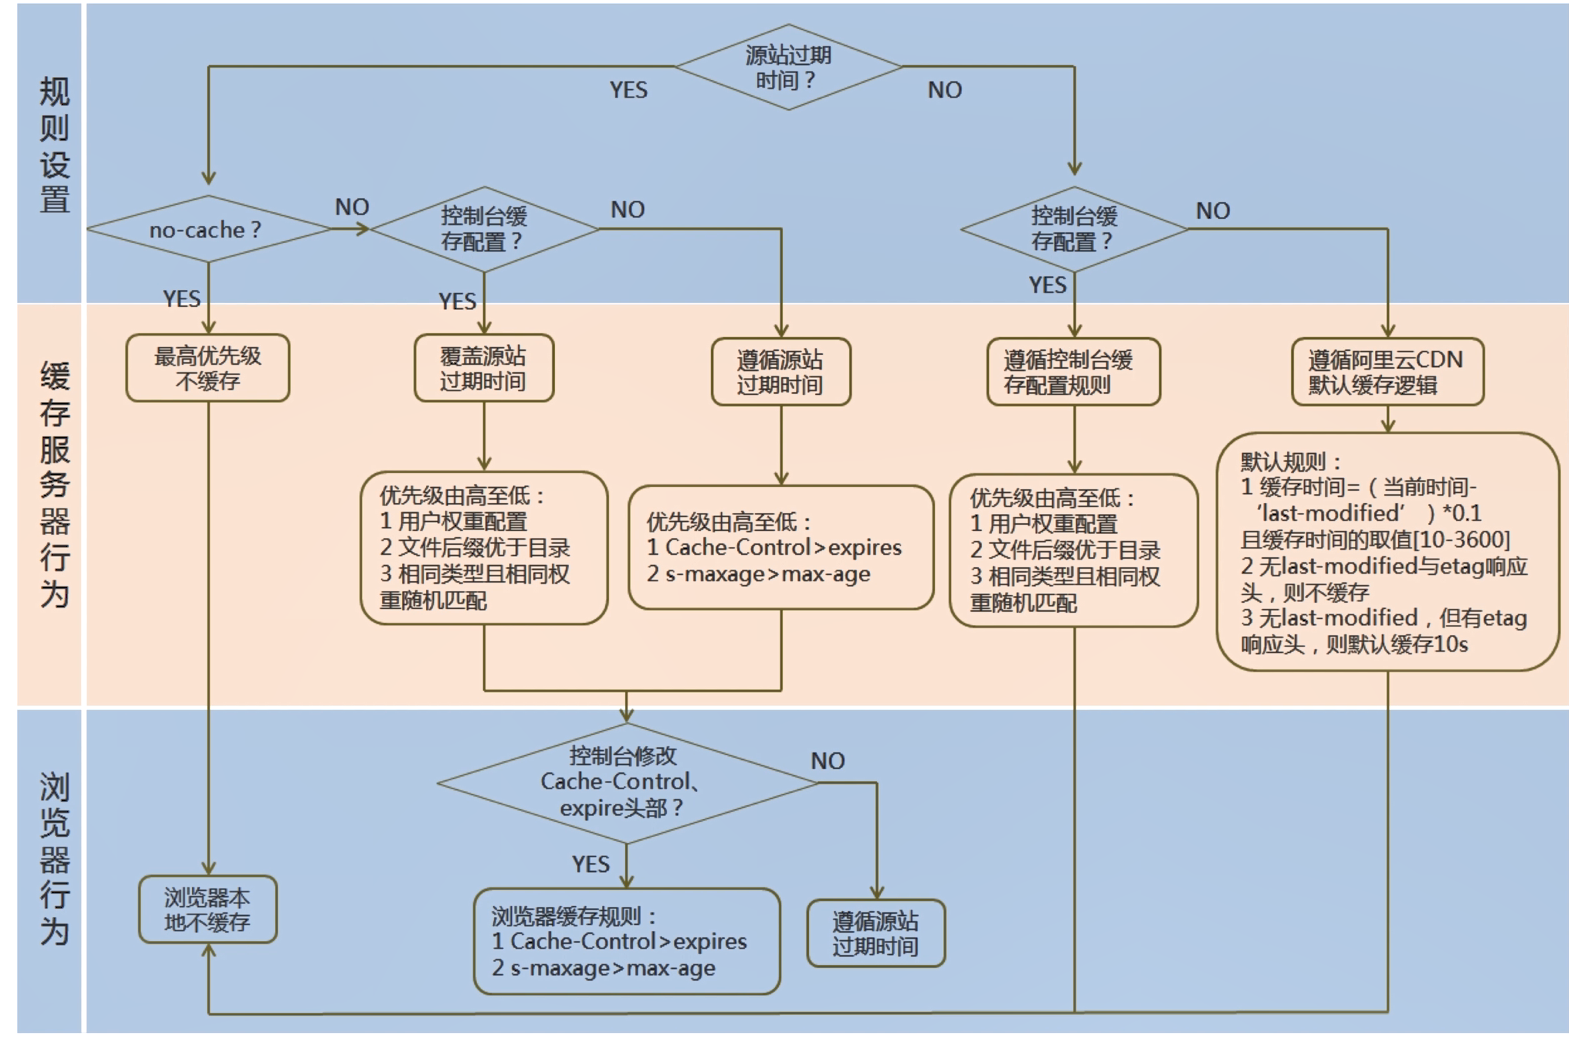 规则设置
源站过期
时间？
YES
NO
no-cache？
NO
控制台缓
存配置？
NO
控制台缓
存配置？
NO
YES
YES
YES
缓存服务器行为
最高优先级
不缓存
覆盖源站
过期时间
遵循源站
过期时间
遵循控制台缓
存配置规则
遵循阿里云CDN
默认缓存逻辑
优先级由高至低：
1 用户权重配置
2 文件后缀优于目录
3 相同类型且相同权
重随机匹配
优先级由高至低：
1 Cache-Control>expires
2 s-maxage>max-age
优先级由高至低：
1 用户权重配置
2 文件后缀优于目录
3 相同类型且相同权
重随机匹配
默认规则：
1 缓存时间=（当前时间-
‘last-modified’）*0.1
且缓存时间的取值[10-3600]
2 无last-modified与etag响应
头，则不缓存
3 无last-modified，但有etag
响应头，则默认缓存10s
浏览器行为
控制台修改
Cache-Control、
expire头部？
NO
YES
浏览器本
地不缓存
浏览器缓存规则：
1 Cache-Control>expires
2 s-maxage>max-age
遵循源站
过期时间